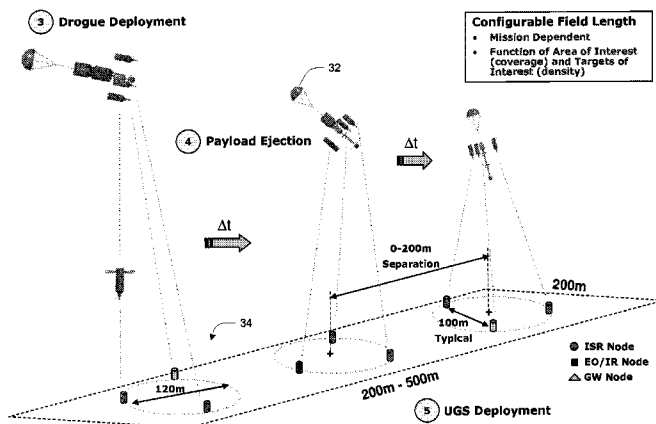 3 Drogue Deployment
Configurable Field Length
• Mission Dependent
• Function of Area of Interest
(coverage) and Targets of
Interest (density)
32
4 Payload Ejection
Δt
Δt
0-200m
Separation
200m
34
100m
Typical
ISR Node
EO/IR Node
GW Node
120m
200m - 500m
5 UGS Deployment